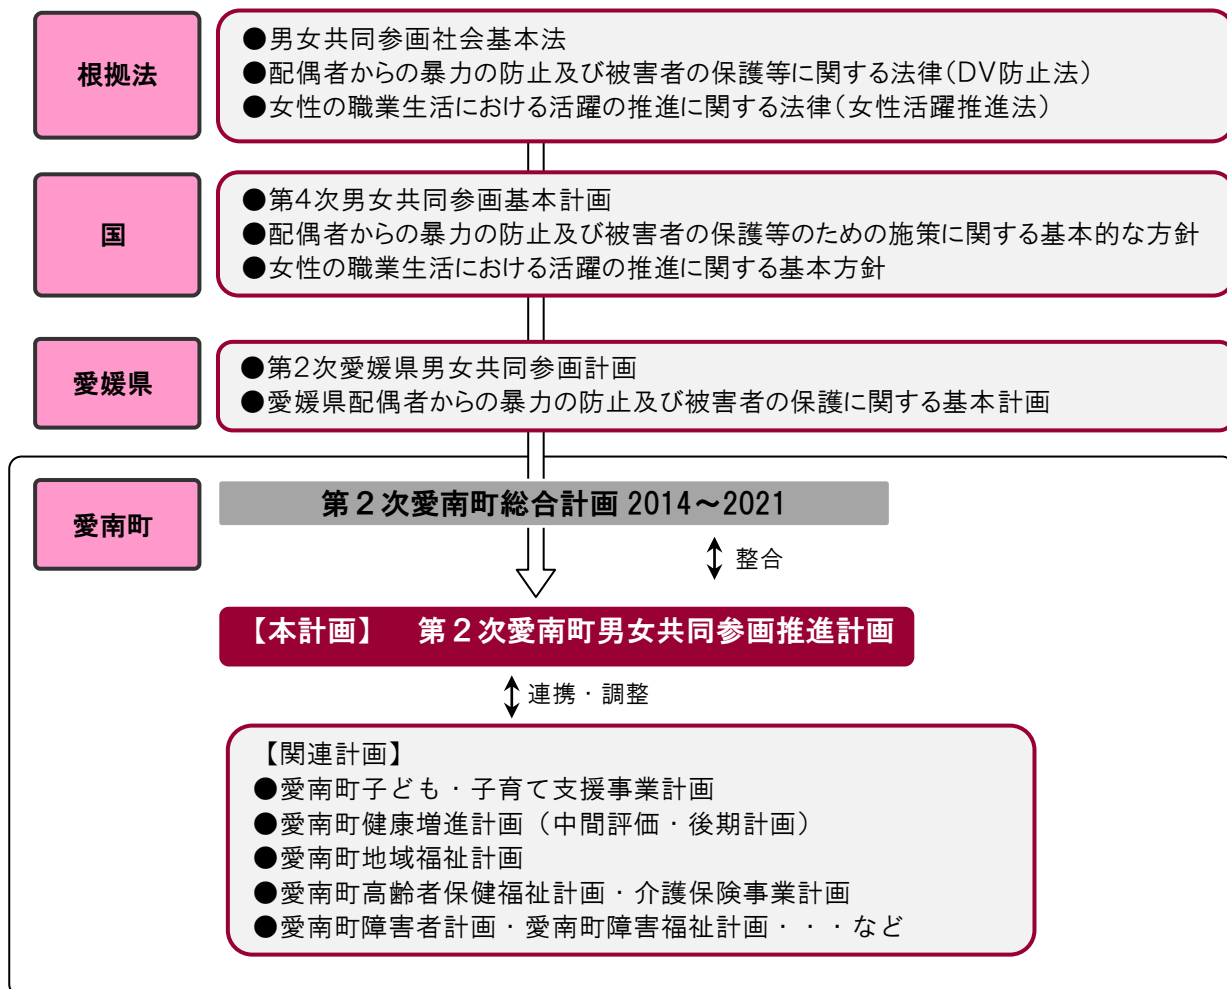 根拠法
●男女共同参画社会基本法
●配偶者からの暴力の防止及び被害者の保護等に関する法律（DV防止法）
●女性の職業生活における活躍の推進に関する法律（女性活躍推進法）
国
●第4次男女共同参画基本計画
●配偶者からの暴力の防止及び被害者の保護等のための施策に関する基本的な方針
●女性の職業生活における活躍の推進に関する基本方針
愛媛県
●第2次愛媛県男女共同参画計画
●愛媛県配偶者からの暴力の防止及び被害者の保護に関する基本計画
愛南町
第２次愛南町総合計画 2014～2021
整合
【本計画】　第２次愛南町男女共同参画推進計画
連携・調整
【関連計画】
●愛南町子ども・子育て支援事業計画
●愛南町健康増進計画（中間評価・後期計画）
●愛南町地域福祉計画
●愛南町高齢者保健福祉計画・介護保険事業計画
●愛南町障害者計画・愛南町障害福祉計画・・・など